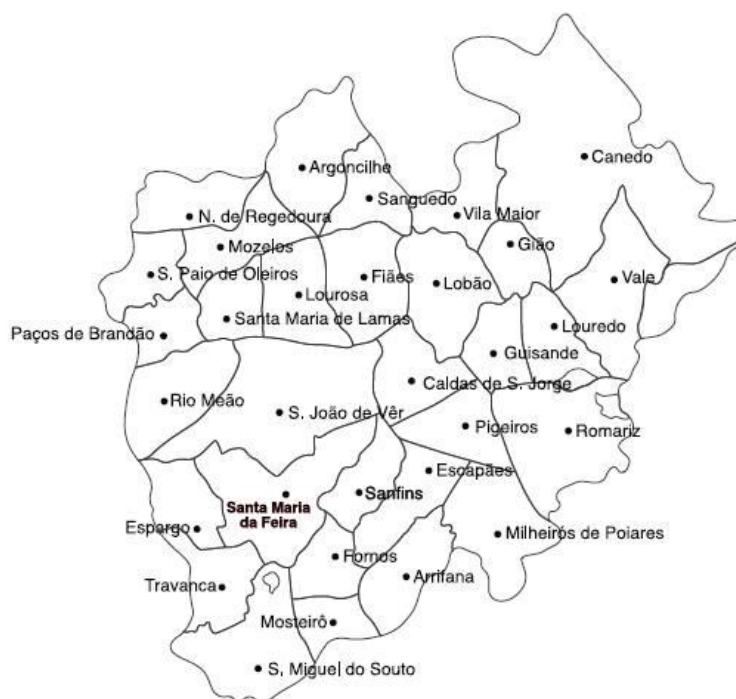 Canedo
Argoncilhe
Sanguedo
N. de Regedoura
Vila Maior
Mozelos
Gião
S. Paio de Oleiros
Fiães
Lobão
Vale
Lourosa
Santa Maria de Lamas
Louredo
Paços de Brandão
Guisande
Caldas de S. Jorge
Rio Meão
S. João de Vêr
Pigeiros
Romariz
Escapães
Sanfins
Santa Maria
da Feira
Espargo
Milheirós de Poiares
Fornos
Arrifana
Travanca
Mosteirô
S. Miguel do Souto